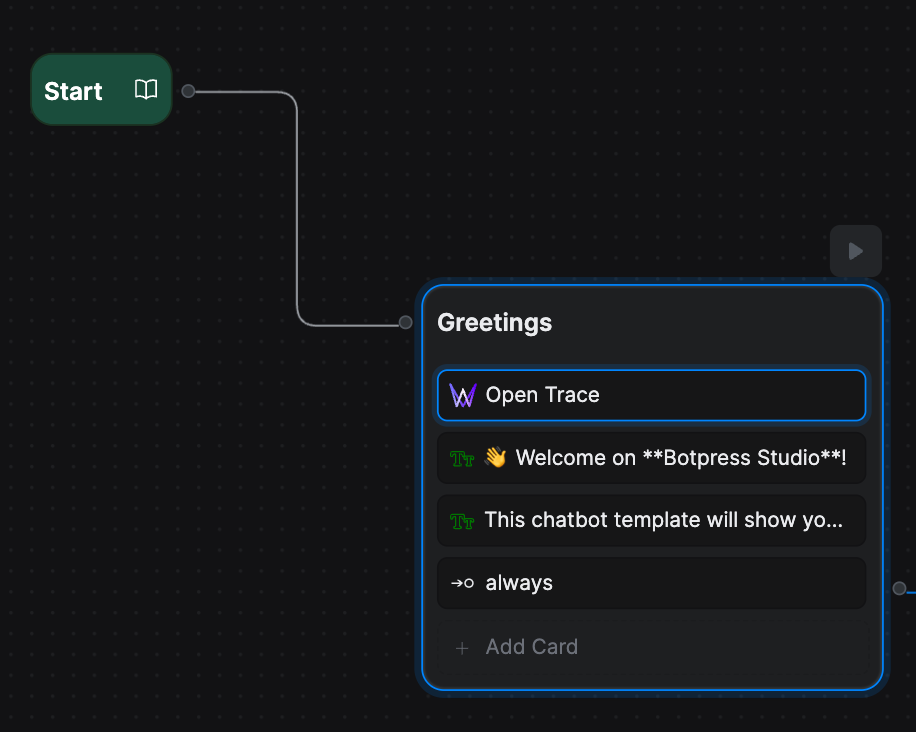 Start
Greetings
Open Trace
👋 Welcome on **Botpress Studio**!
This chatbot template will show yo...
always
+ Add Card